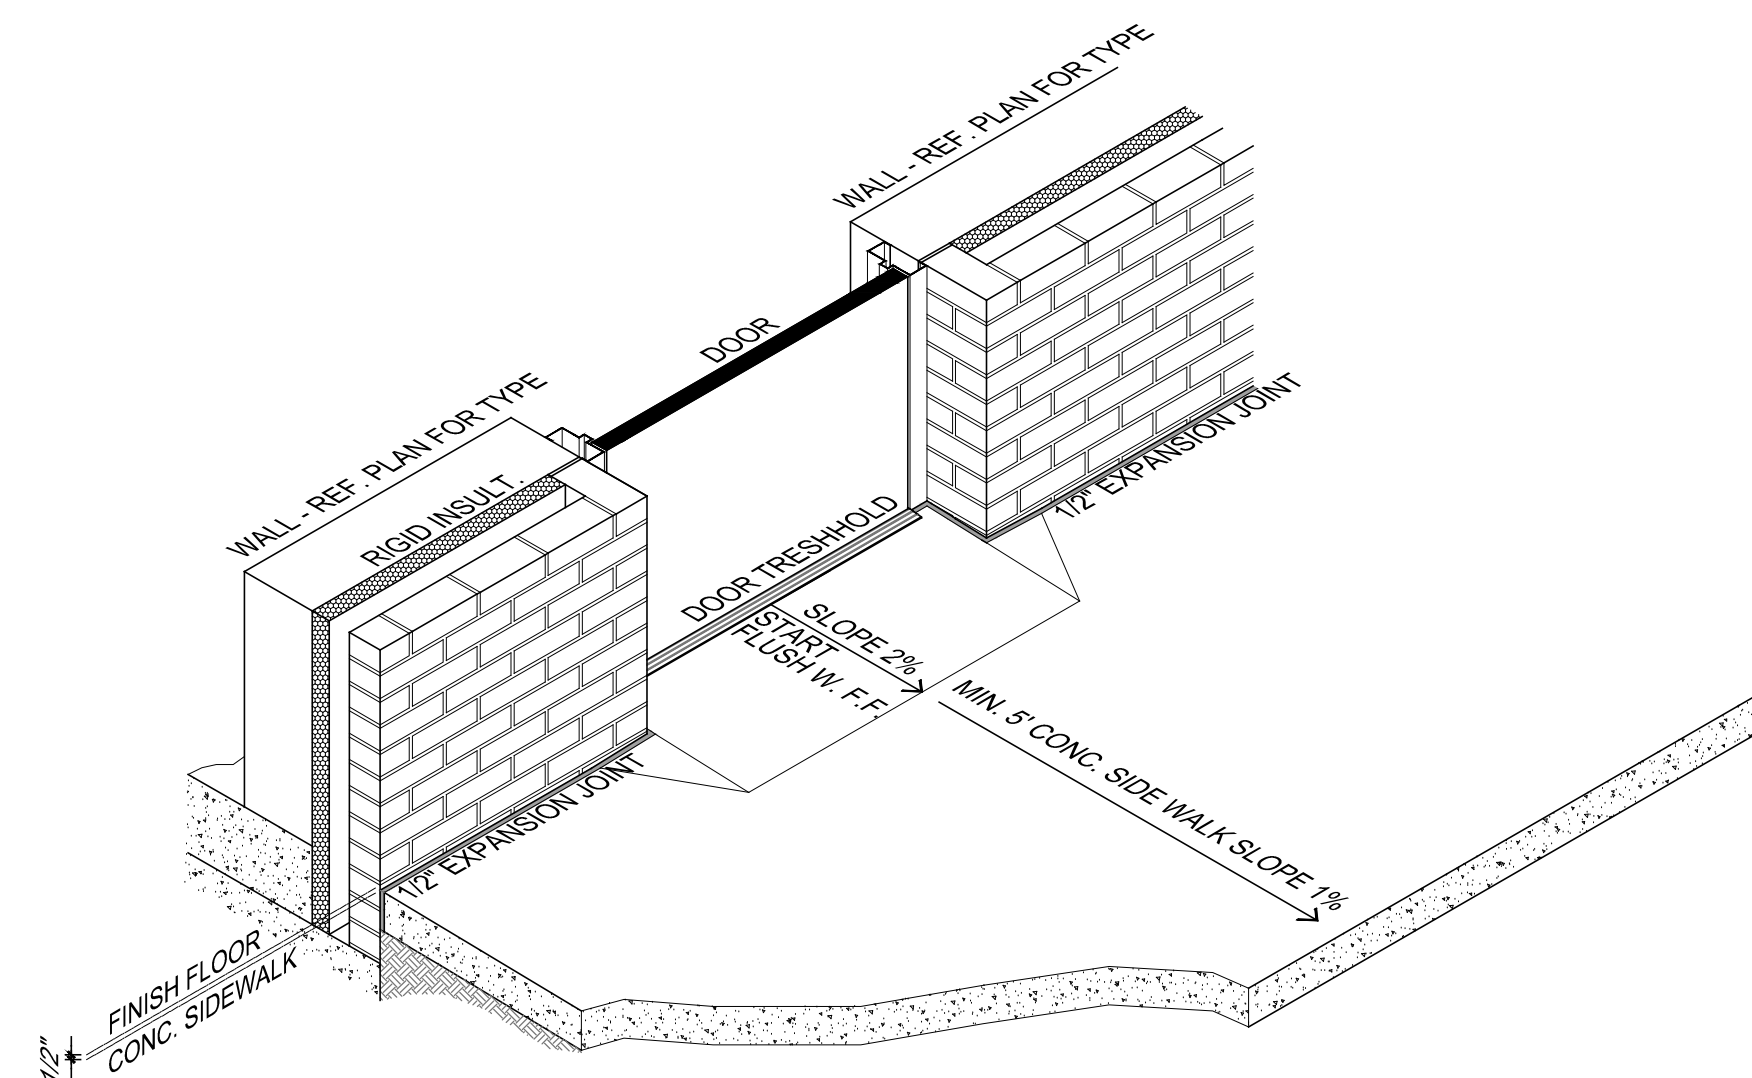 WALL - REF. PLAN FOR TYPE
DOOR
WALL - REF. PLAN FOR TYPE
RIGID INSULT.
1/2" EXPANSION JOINT
DOOR TRESHHOLD
SLOPE 2%
START
FLUSH W. F.F.
MIN. 5' CONC. SIDE WALK SLOPE 1%
1/2" EXPANSION JOINT
FINISH FLOOR
CONC. SIDEWALK
1/2"